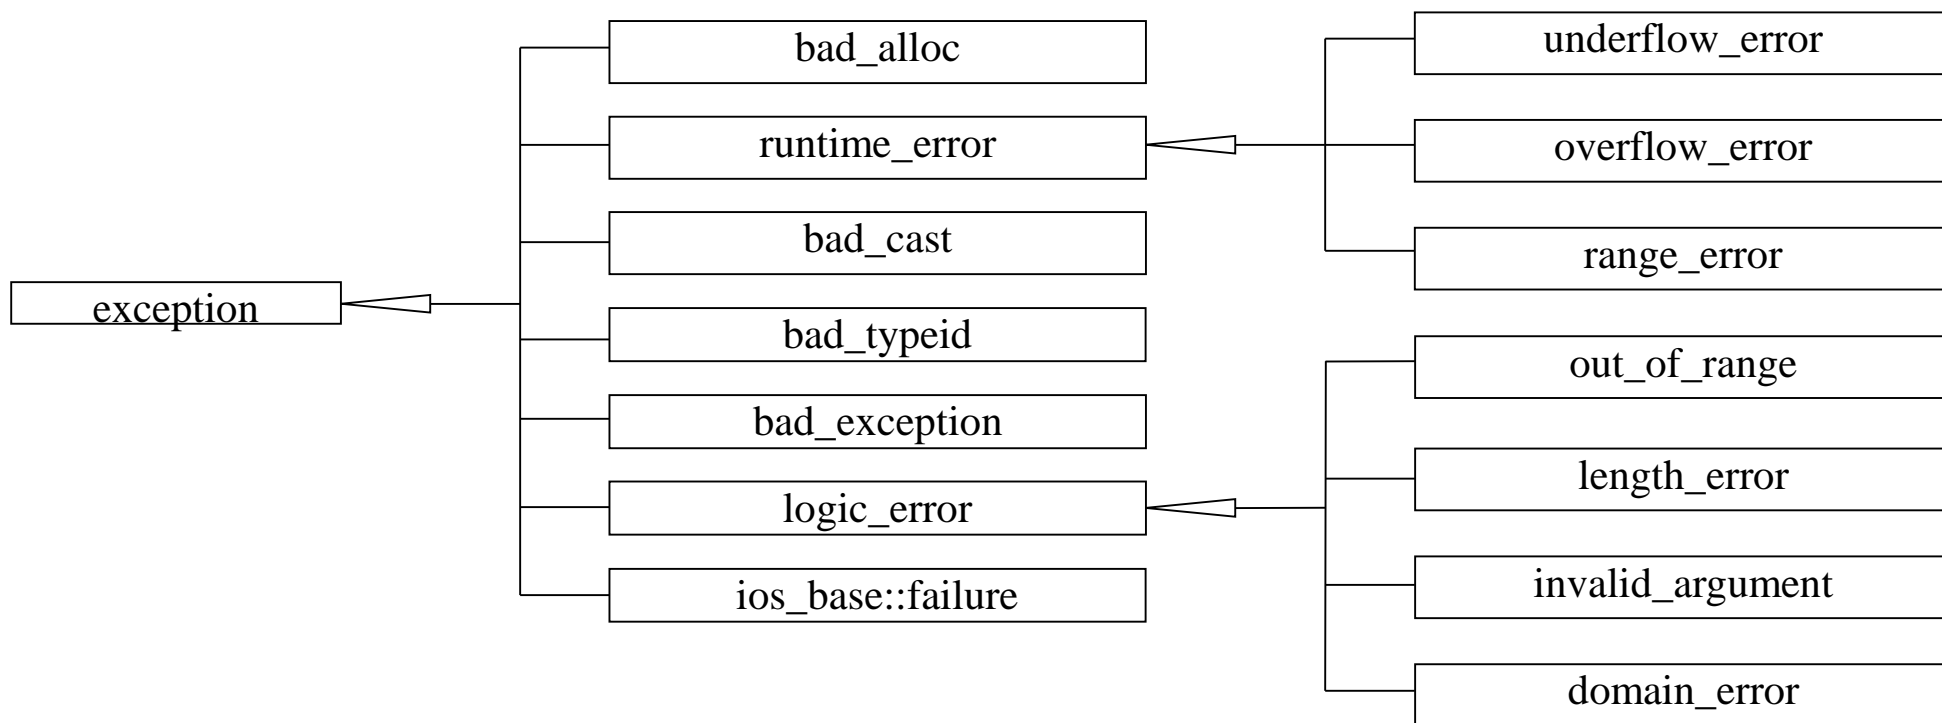 exception
bad_alloc
runtime_error
bad_cast
bad_typeid
bad_exception
logic_error
ios_base::failure
underflow_error
overflow_error
range_error
out_of_range
length_error
invalid_argument
domain_error